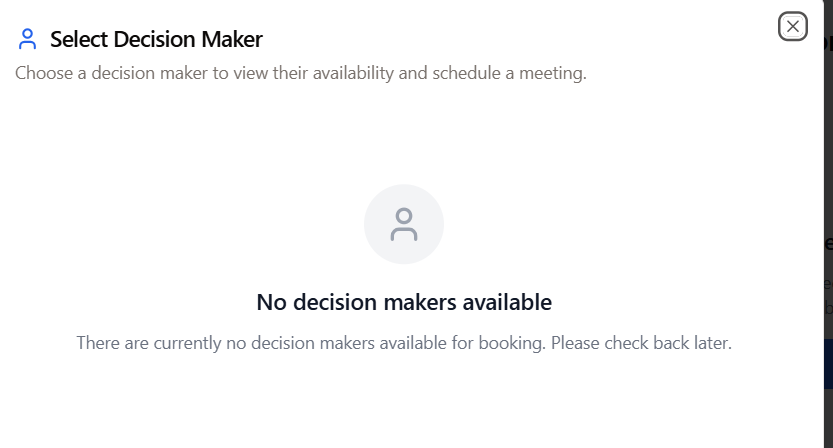 Select Decision Maker
Choose a decision maker to view their availability and schedule a meeting.
No decision makers available
There are currently no decision makers available for booking. Please check back later.